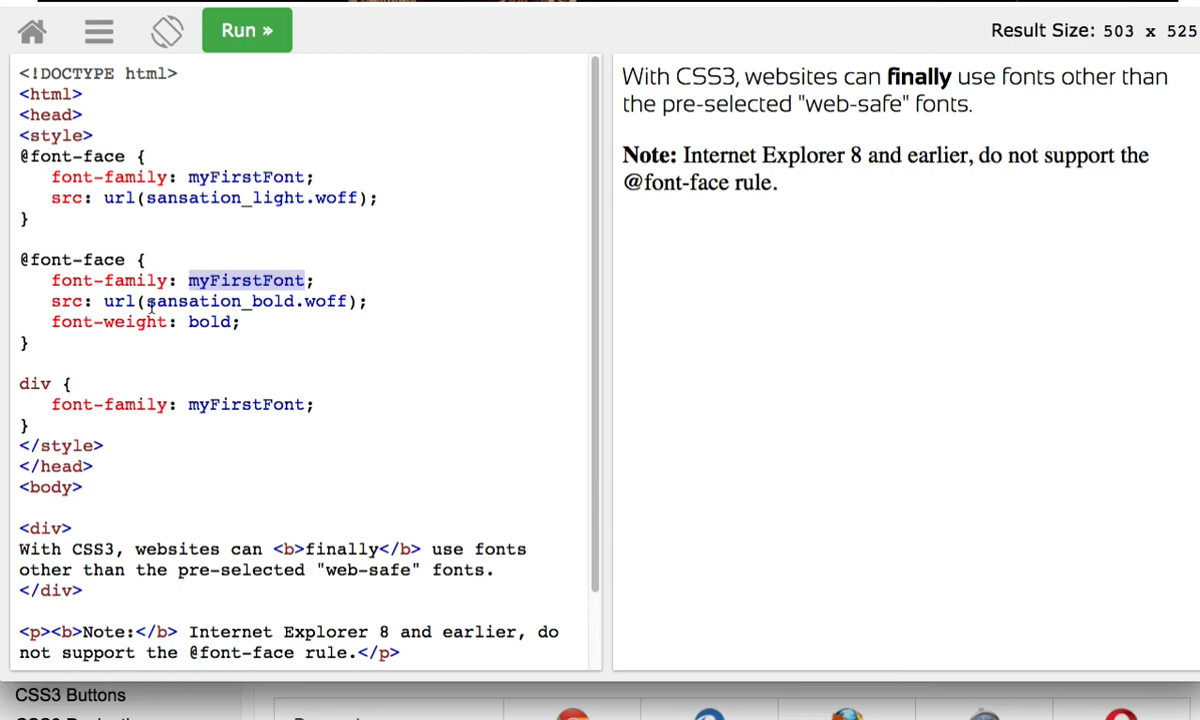 Run »
Result Size: 503 x 525
<!DOCTYPE html>
<html>
<head>
<style>
@font-face {
font-family: myFirstFont;
src: url(sansation_light.woff);
}
@font-face {
font-family: myFirstFont;
src: url(sansation_bold.woff);
font-weight: bold;
}
div {
font-family: myFirstFont;
}
</style>
</head>
<body>
<div>
With CSS3, websites can <b>finally</b> use fonts
other than the pre-selected "web-safe" fonts.
</div>
<p><b>Note:</b> Internet Explorer 8 and earlier, do
not support the @font-face rule.</p>
With CSS3, websites can finally use fonts other than
the pre-selected "web-safe" fonts.
Note: Internet Explorer 8 and earlier, do not support the
@font-face rule.
CSS3 Buttons